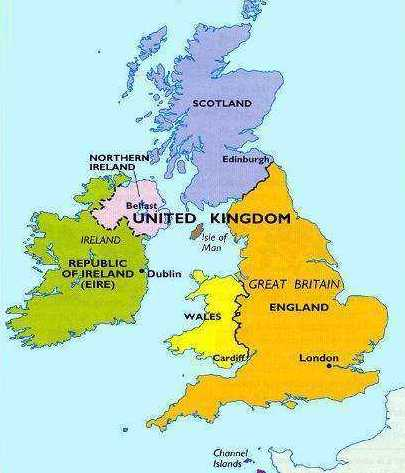 SCOTLAND
NORTHERN
IRELAND
Edinburgh
Belfast
UNITED KINGDOM
IRELAND
Isle of
Man
REPUBLIC
OF IRELAND
(EIRE)
Dublin
GREAT BRITAIN
ENGLAND
WALES
Cardiff
London
Channel
Islands